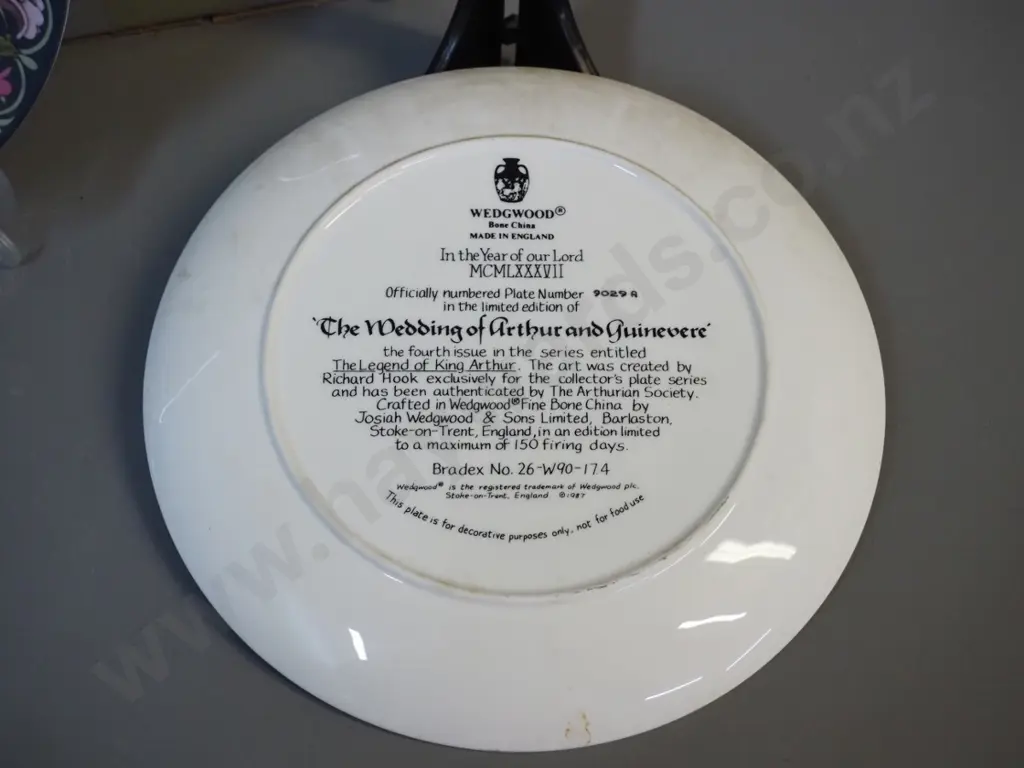 WEDGWOOD®
Bone China
MADE IN ENGLAND
In the Year of our Lord
MCMLXXXVII
Officially numbered Plate Number 9029A
in the limited edition of
'The Wedding of Arthur and Guinevere'
the fourth issue in the series entitled
The Legend of King Arthur. The art was created by
Richard Hook exclusively for the collector's plate series
and has been authenticated by The Arthurian Society.
Crafted in Wedgwood® Fine Bone China by
Josiah Wedgwood & Sons Limited, Barlaston,
Stoke-on-Trent, England, in an edition limited
to a maximum of 150 firing days.
Bradex No. 26-W90-174
Wedgwood® is the registered trademark of Wedgwood plc.
Stoke-on-Trent, England ©1987
This plate is for decorative purposes only, not for food use